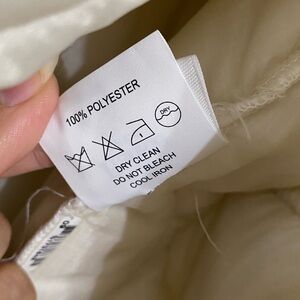 100% POLYESTER
DRY
DRY CLEAN
DO NOT BLEACH
COOL IRON